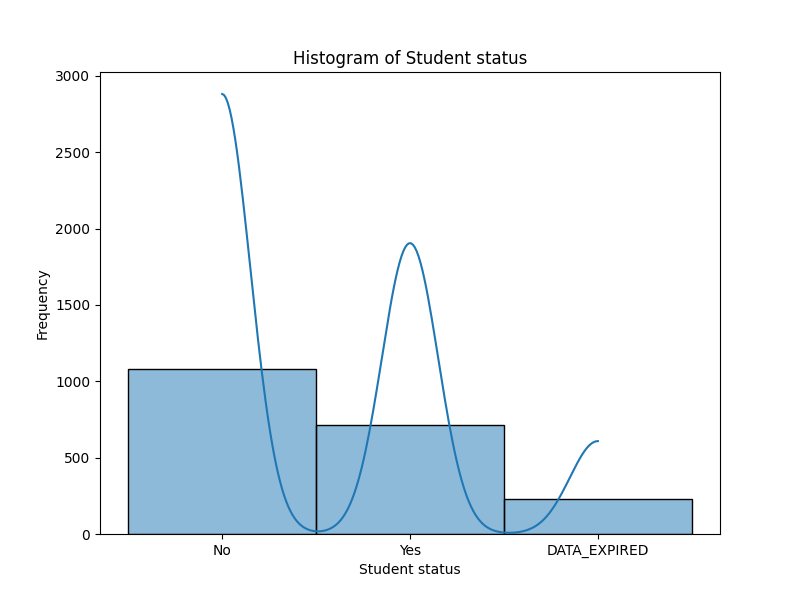 Histogram of Student status
3000
2500
2000
1500
1000
500
0
Frequency
No Yes DATA_EXPIRED
Student status